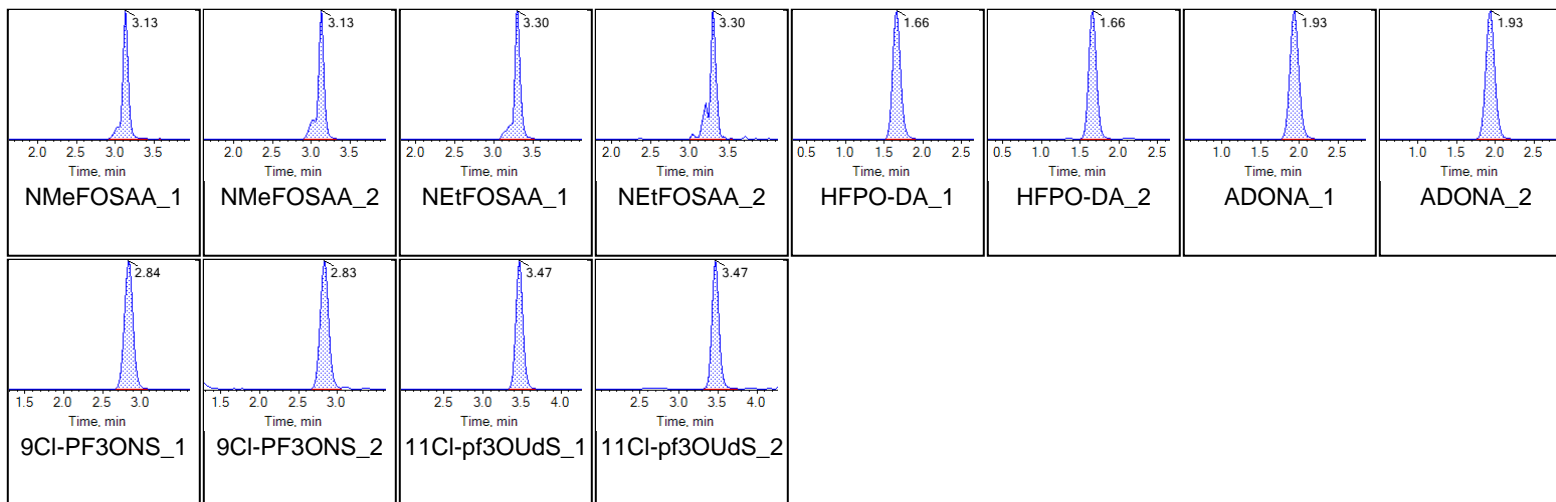 3.13 3.13 3.30 3.30 1.66 1.66 1.93 1.93
2.0 2.5 3.0 3.5 2.0 2.5 3.0 3.5 2.0 2.5 3.0 3.5 2.0 2.5 3.0 3.5 0.5 1.0 1.5 2.0 2.5 0.5 1.0 1.5 2.0 2.5 1.0 1.5 2.0 2.5 1.0 1.5 2.0 2.5
Time, min Time, min Time, min Time, min Time, min Time, min Time, min Time, min
NMeFOSAA_1 NMeFOSAA_2 NEtFOSAA_1 NEtFOSAA_2 HFPO-DA_1 HFPO-DA_2 ADONA_1 ADONA_2
2.84 2.83 3.47 3.47
1.5 2.0 2.5 3.0 1.5 2.0 2.5 3.0 2.5 3.0 3.5 4.0 2.5 3.0 3.5 4.0
Time, min Time, min Time, min Time, min
9Cl-PF3ONS_1 9Cl-PF3ONS_2 11Cl-pf3OUdS_1 11Cl-pf3OUdS_2